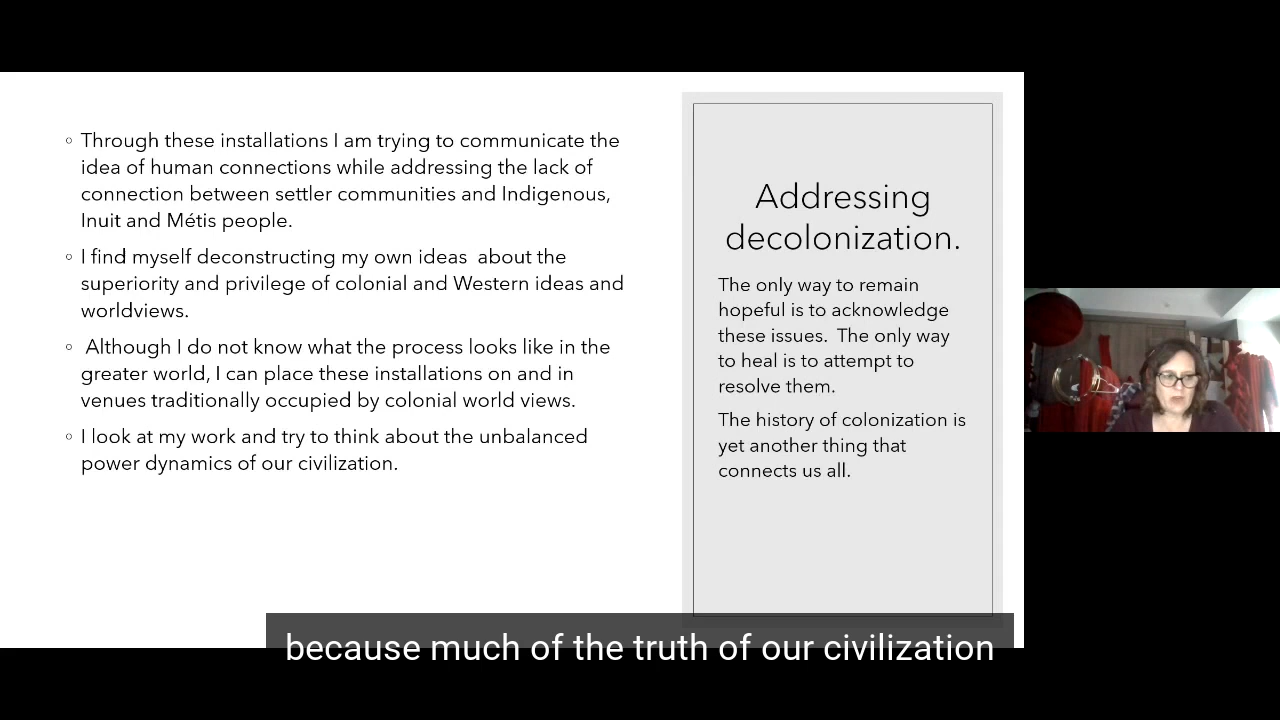 ◦ Through these installations I am trying to communicate the
idea of human connections while addressing the lack of
connection between settler communities and Indigenous,
Inuit and Métis people.
◦ I find myself deconstructing my own ideas  about the
superiority and privilege of colonial and Western ideas and
worldviews.
◦  Although I do not know what the process looks like in the
greater world, I can place these installations on and in
venues traditionally occupied by colonial world views.
◦ I look at my work and try to think about the unbalanced
power dynamics of our civilization.
Addressing
decolonization.
The only way to remain
hopeful is to acknowledge
these issues.  The only way
to heal is to attempt to
resolve them.
The history of colonization is
yet another thing that
connects us all.
because much of the truth of our civilization